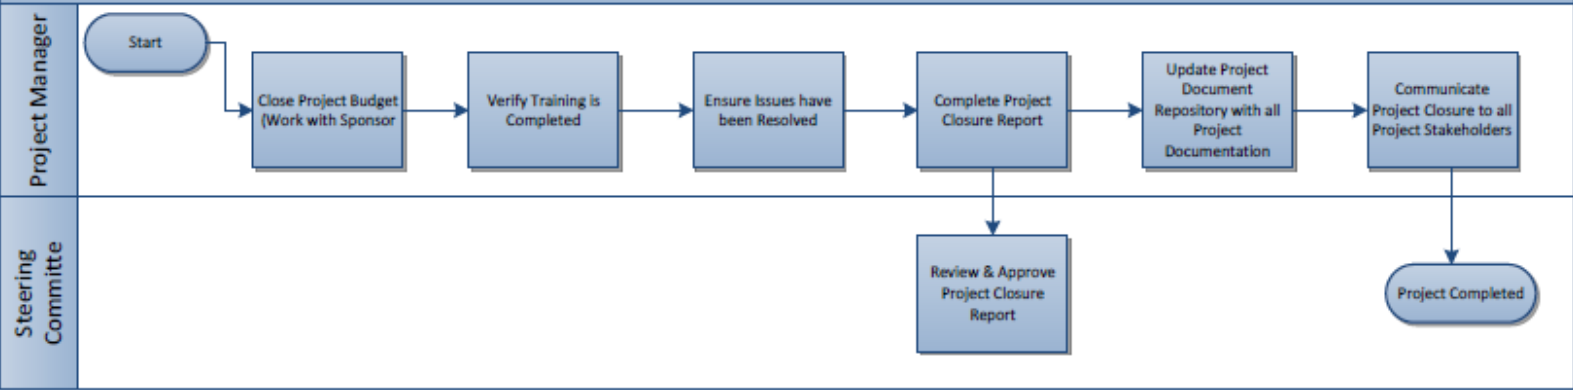 Project Manager
Start
Close Project Budget
(Work with Sponsor
Verify Training is
Completed
Ensure Issues have
been Resolved
Complete Project
Closure Report
Update Project
Document
Repository with all
Project
Documentation
Communicate
Project Closure to all
Project Stakeholders
Steering
Committe
Review & Approve
Project Closure
Report
Project Completed